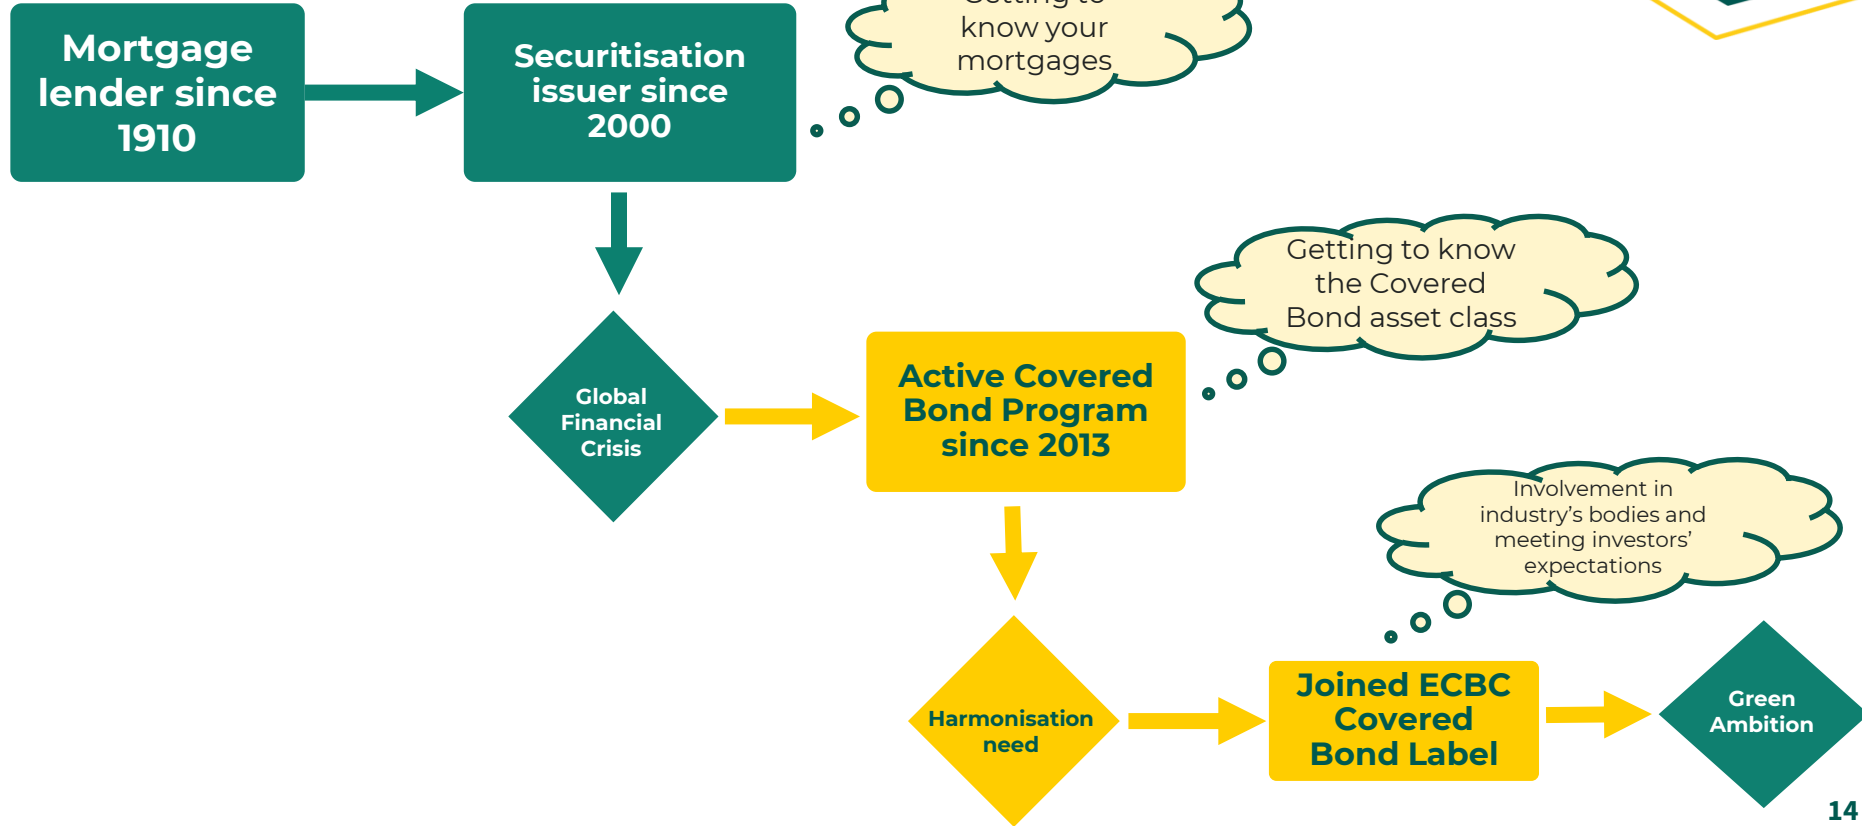 Mortgage
lender since
1910
Securitisation
issuer since
2000
Getting to
know your
mortgages
Global
Financial
Crisis
Active Covered
Bond Program
since 2013
Getting to know
the Covered
Bond asset class
Harmonisation
need
Joined ECBC
Covered
Bond Label
Involvement in
industry’s bodies and
meeting investors’
expectations
Green
Ambition
14